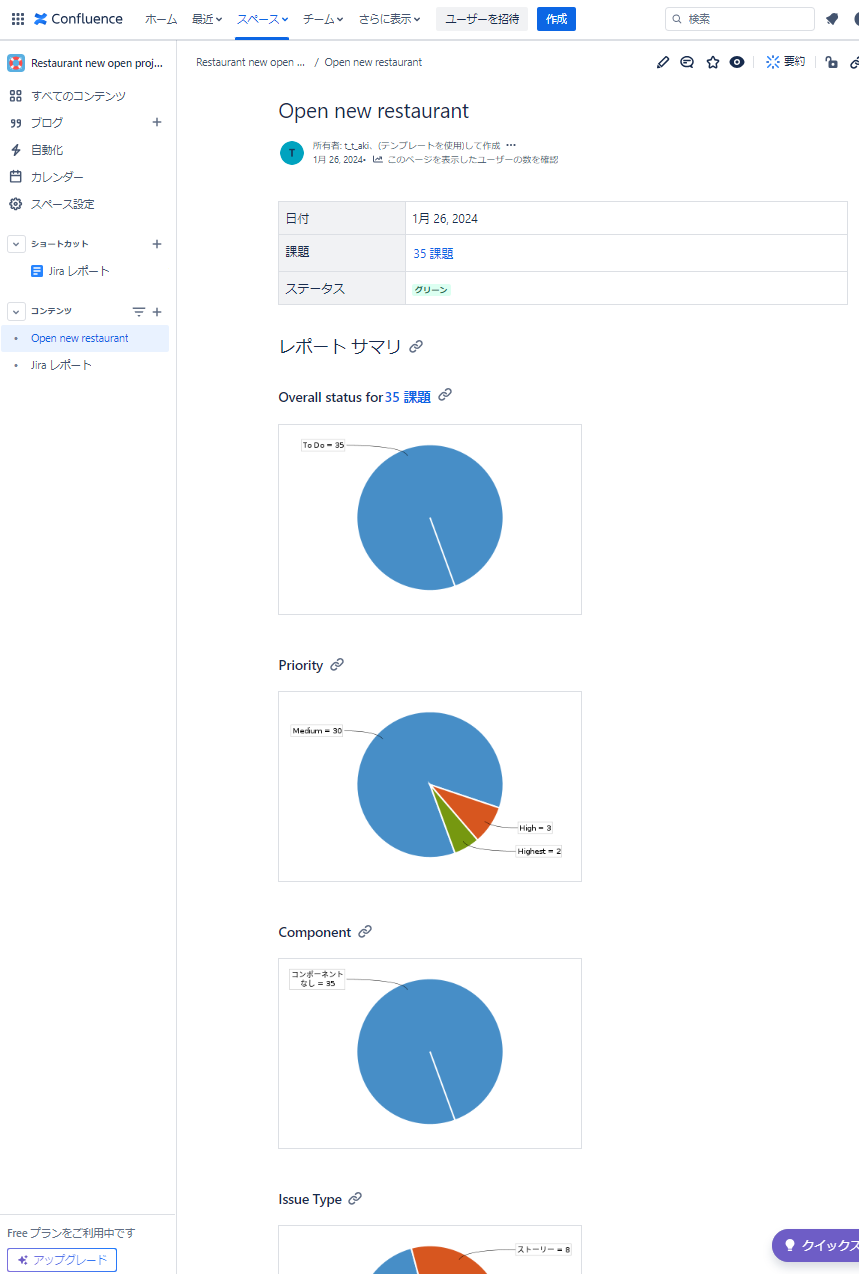 Confluence ホーム 最近 スペース チーム さらに表示 ユーザーを招待 作成 検索
Restaurant new open proj...
すべてのコンテンツ
ブログ
自動化
カレンダー
スペース設定
ショートカット
Jira レポート
コンテンツ
Open new restaurant
Jira レポート
Free プランをご利用中です
アップグレード
Restaurant new open ... / Open new restaurant
要約
Open new restaurant
T
所有者: t_t_aki. (テンプレートを使用)して作成 •••
1月 26, 2024• このページを表示したユーザーの数を確認
日付 1月 26, 2024
課題 35 課題
ステータス グリーン
レポート サマリ
Overall status for 35 課題
To Do = 35
Priority
Medium = 30
High = 3
Highest = 2
Component
コンポーネント
なし = 35
Issue Type
ストーリー = 8
クイックス